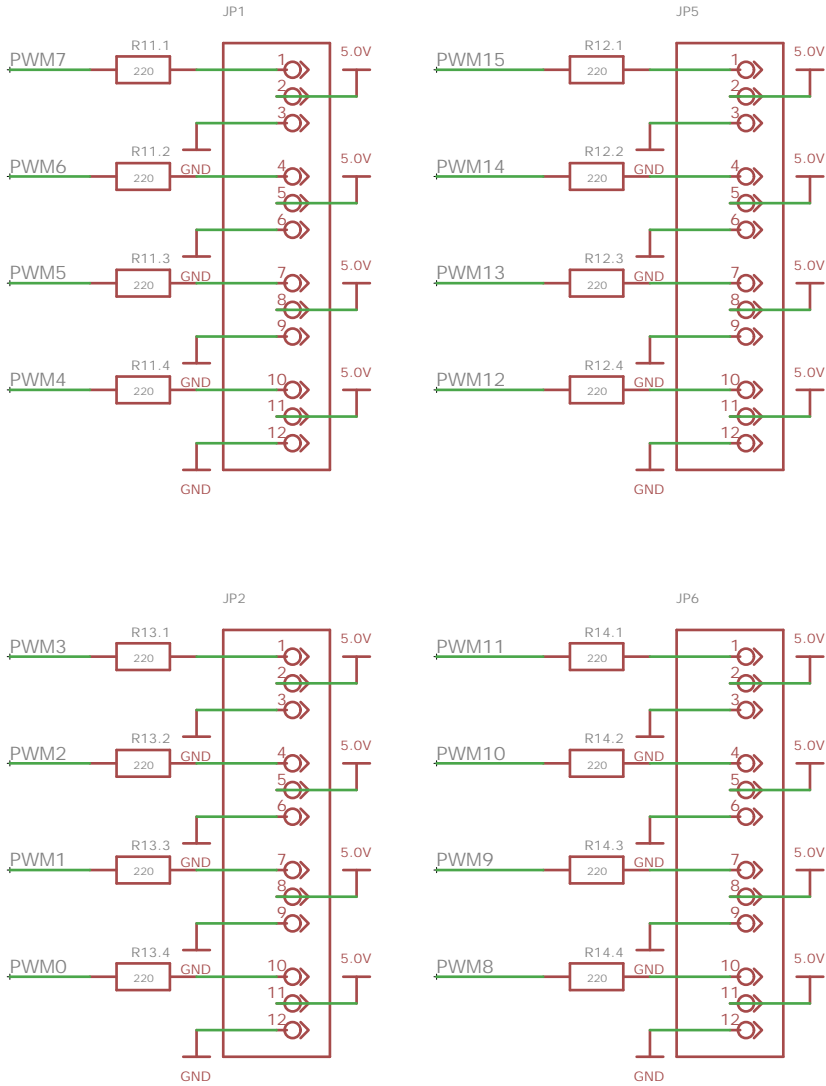 JP1
PWM7
R11.1
220
1
5.0V
2
3
GND
PWM6
R11.2
220
4
5.0V
5
6
GND
PWM5
R11.3
220
7
5.0V
8
9
GND
PWM4
R11.4
220
10
5.0V
11
12
GND
JP5
PWM15
R12.1
220
1
5.0V
2
3
GND
PWM14
R12.2
220
4
5.0V
5
6
GND
PWM13
R12.3
220
7
5.0V
8
9
GND
PWM12
R12.4
220
10
5.0V
11
12
GND
JP2
PWM3
R13.1
220
1
5.0V
2
3
GND
PWM2
R13.2
220
4
5.0V
5
6
GND
PWM1
R13.3
220
7
5.0V
8
9
GND
PWM0
R13.4
220
10
5.0V
11
12
GND
JP6
PWM11
R14.1
220
1
5.0V
2
3
GND
PWM10
R14.2
220
4
5.0V
5
6
GND
PWM9
R14.3
220
7
5.0V
8
9
GND
PWM8
R14.4
220
10
5.0V
11
12
GND